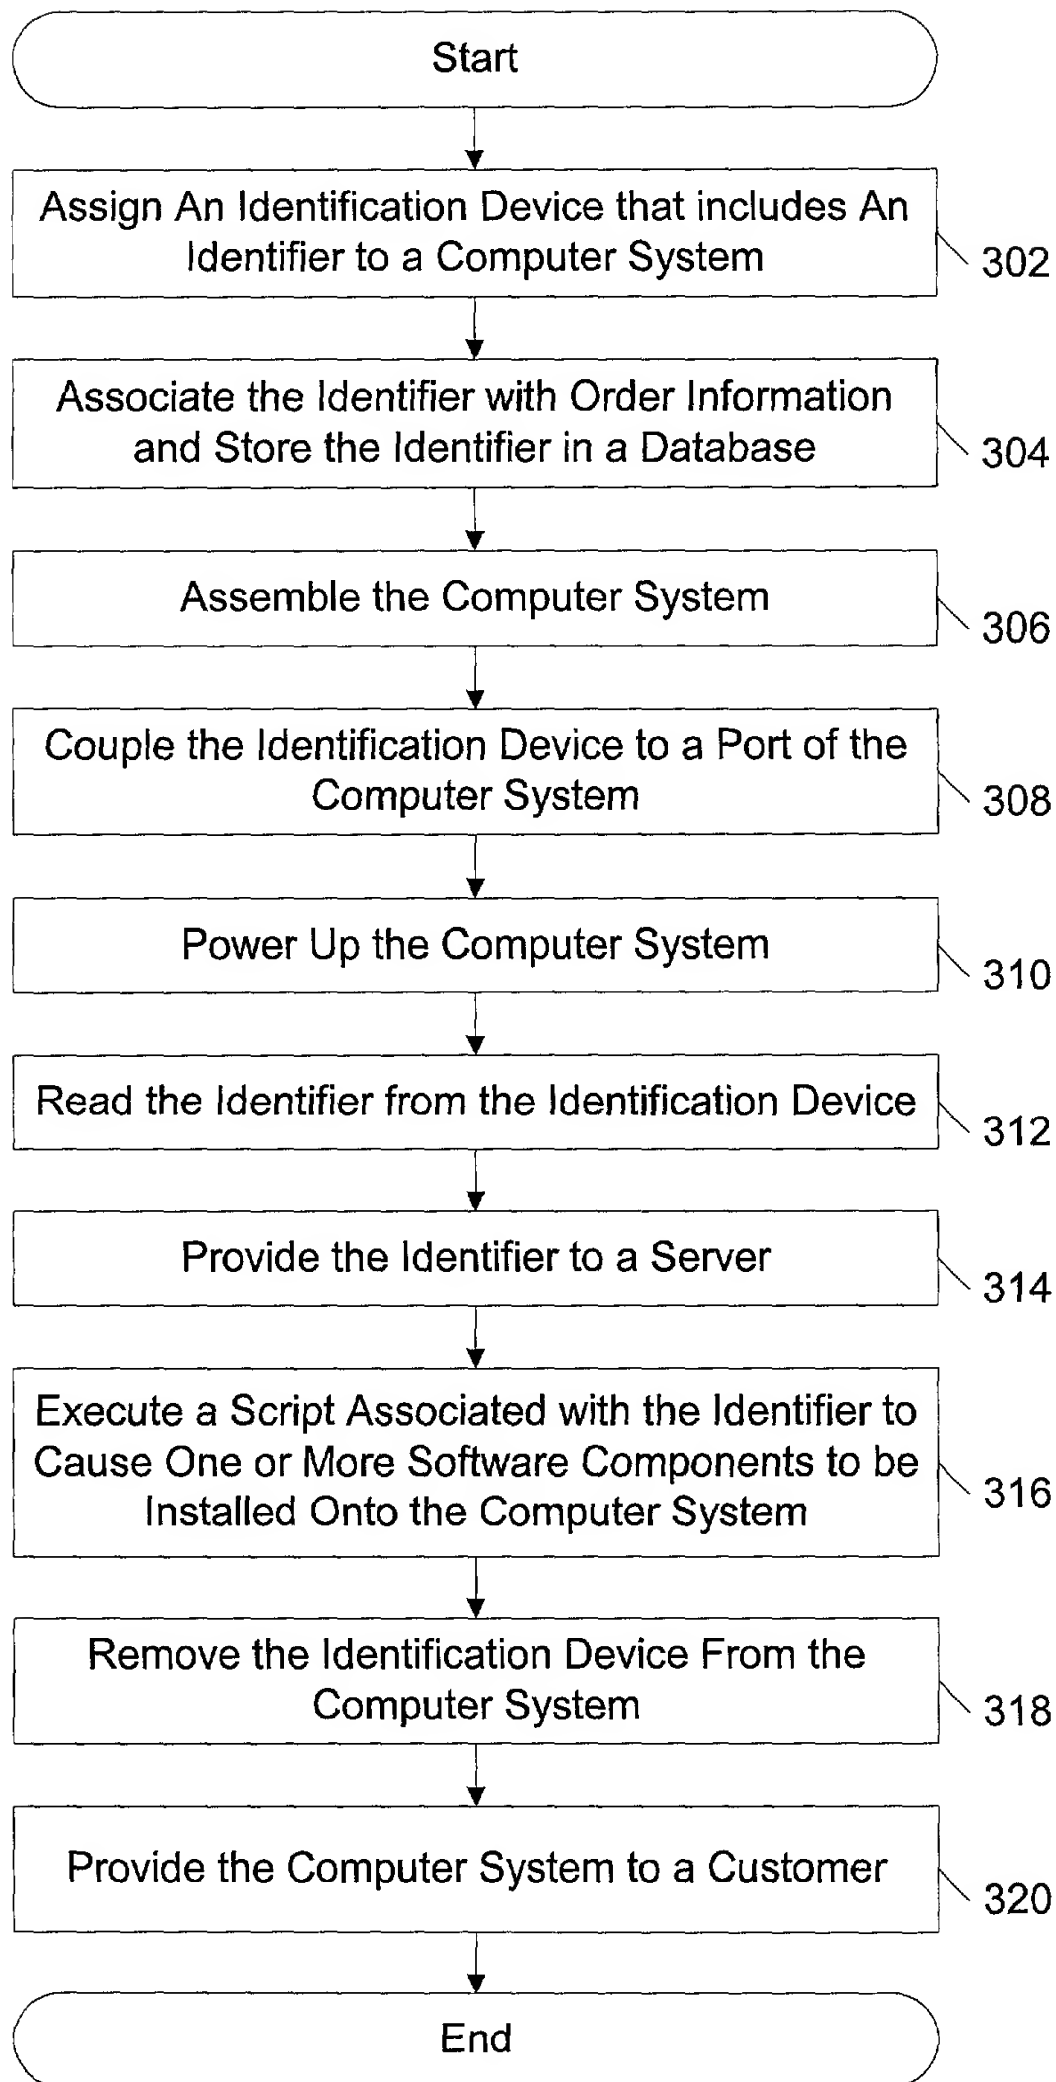 Start
Assign An Identification Device that includes An
Identifier to a Computer System
302
Associate the Identifier with Order Information
and Store the Identifier in a Database
304
Assemble the Computer System
306
Couple the Identification Device to a Port of the
Computer System
308
Power Up the Computer System
310
Read the Identifier from the Identification Device
312
Provide the Identifier to a Server
314
Execute a Script Associated with the Identifier to
Cause One or More Software Components to be
Installed Onto the Computer System
316
Remove the Identification Device From the
Computer System
318
Provide the Computer System to a Customer
320
End